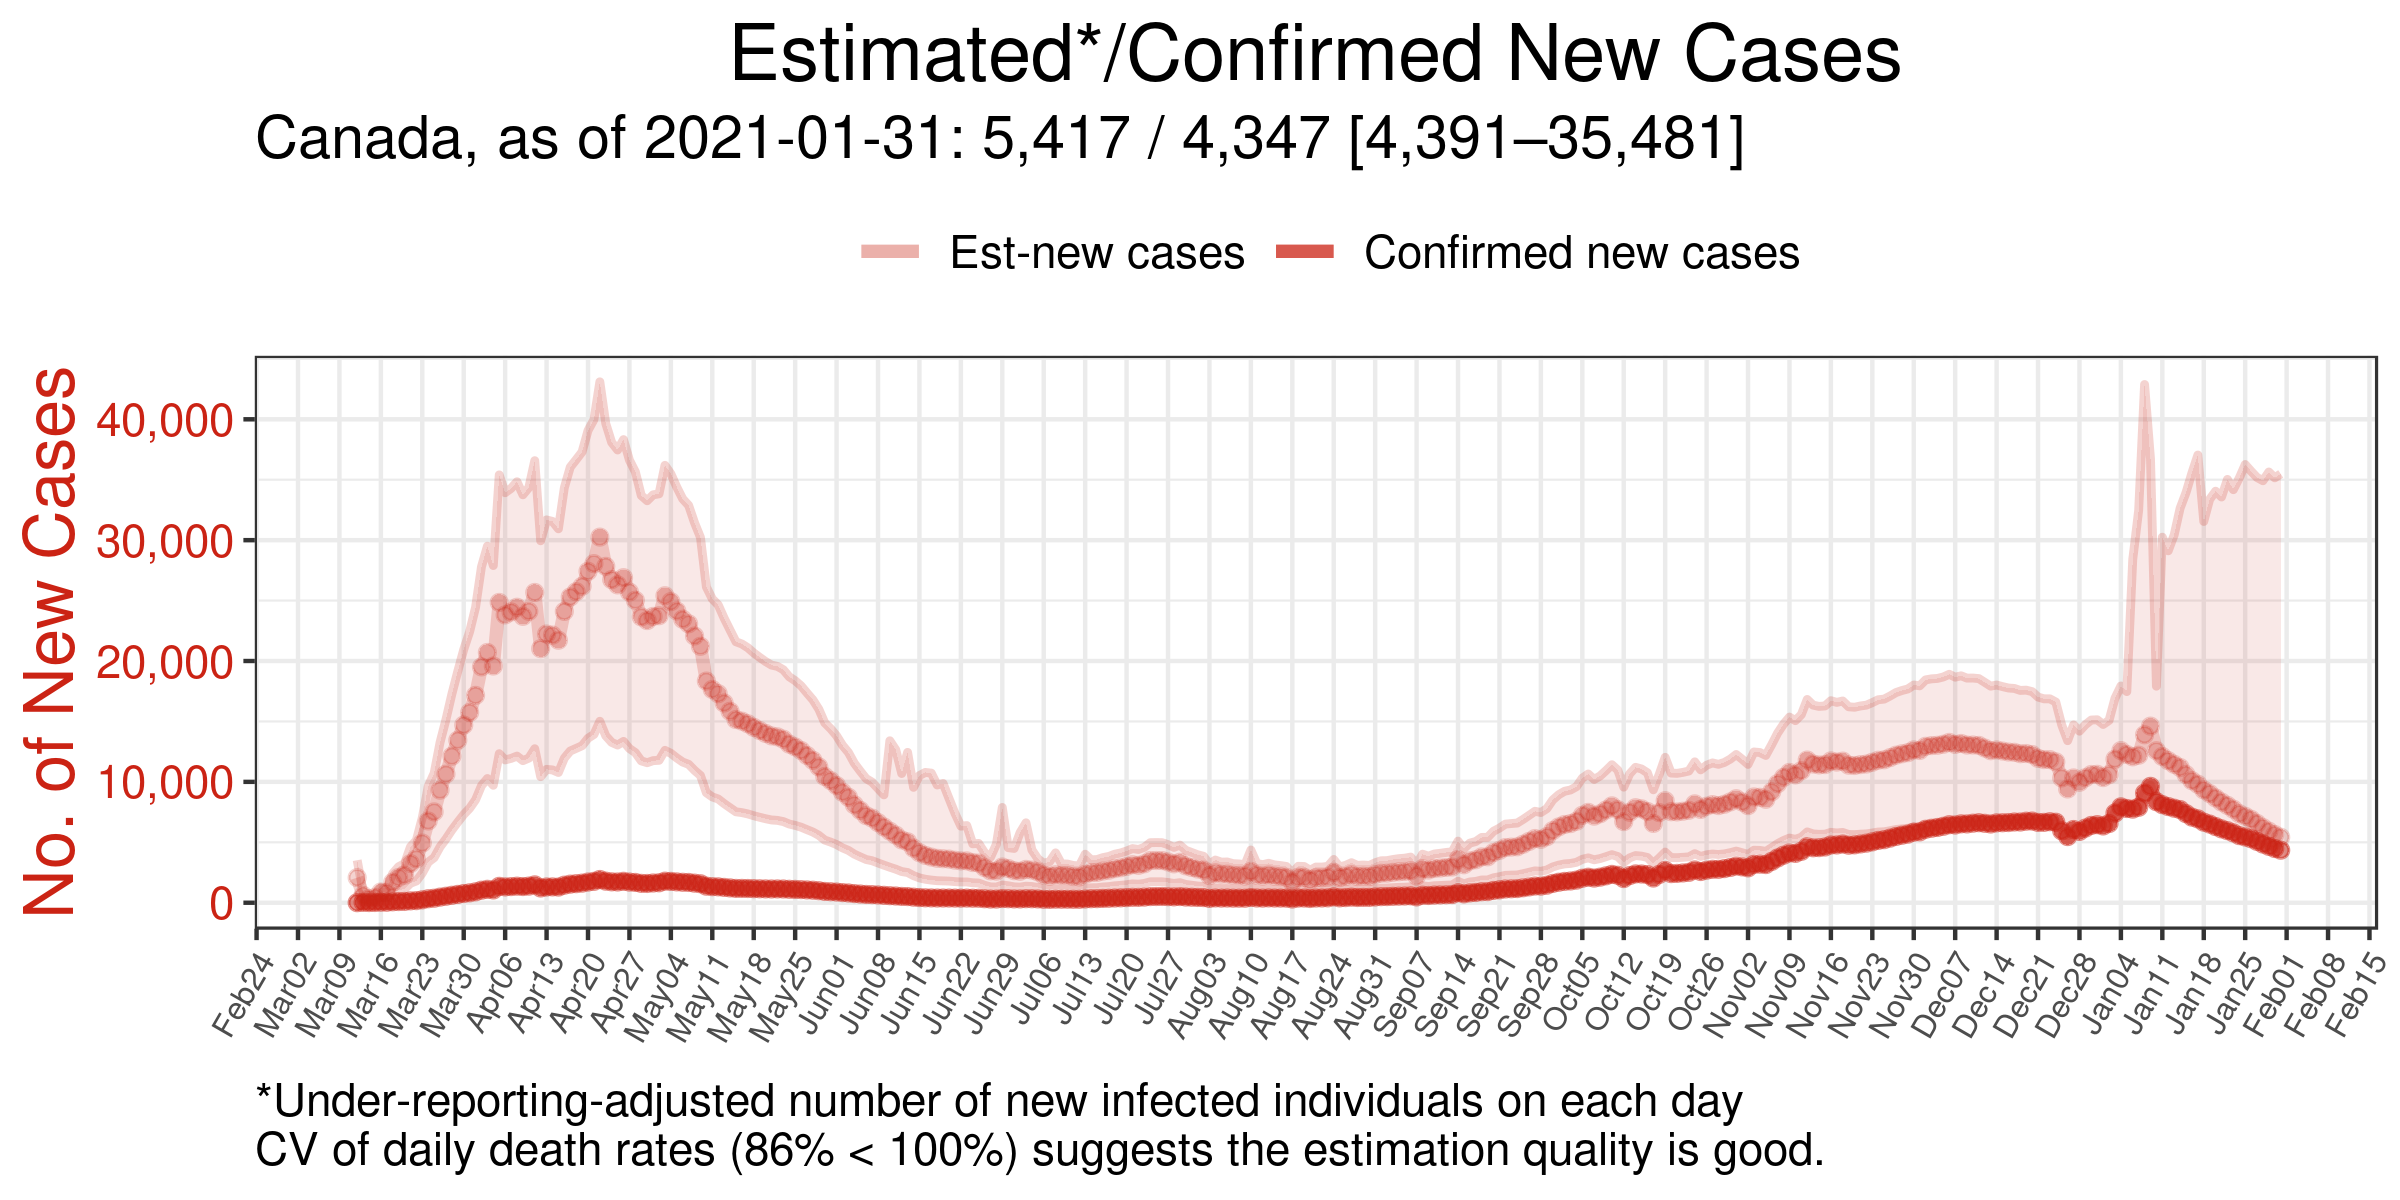 Estimated*/Confirmed New Cases
Canada, as of 2021-01-31: 5,417 / 4,347 [4,391–35,481]
Est-new cases Confirmed new cases
No. of New Cases
40,000
30,000
20,000
10,000
0
Feb24 Mar02 Mar09 Mar16 Mar23 Mar30 Apr06 Apr13 Apr20 Apr27 May04 May11 May18 May25 Jun01 Jun08 Jun15 Jun22 Jun29 Jul06 Jul13 Jul20 Jul27 Aug03 Aug10 Aug17 Aug24 Aug31 Sep07 Sep14 Sep21 Sep28 Oct05 Oct12 Oct19 Oct26 Nov02 Nov09 Nov16 Nov23 Nov30 Dec07 Dec14 Dec21 Dec28 Jan04 Jan11 Jan18 Jan25 Feb01 Feb08 Feb15
*Under-reporting-adjusted number of new infected individuals on each day
CV of daily death rates (86% < 100%) suggests the estimation quality is good.